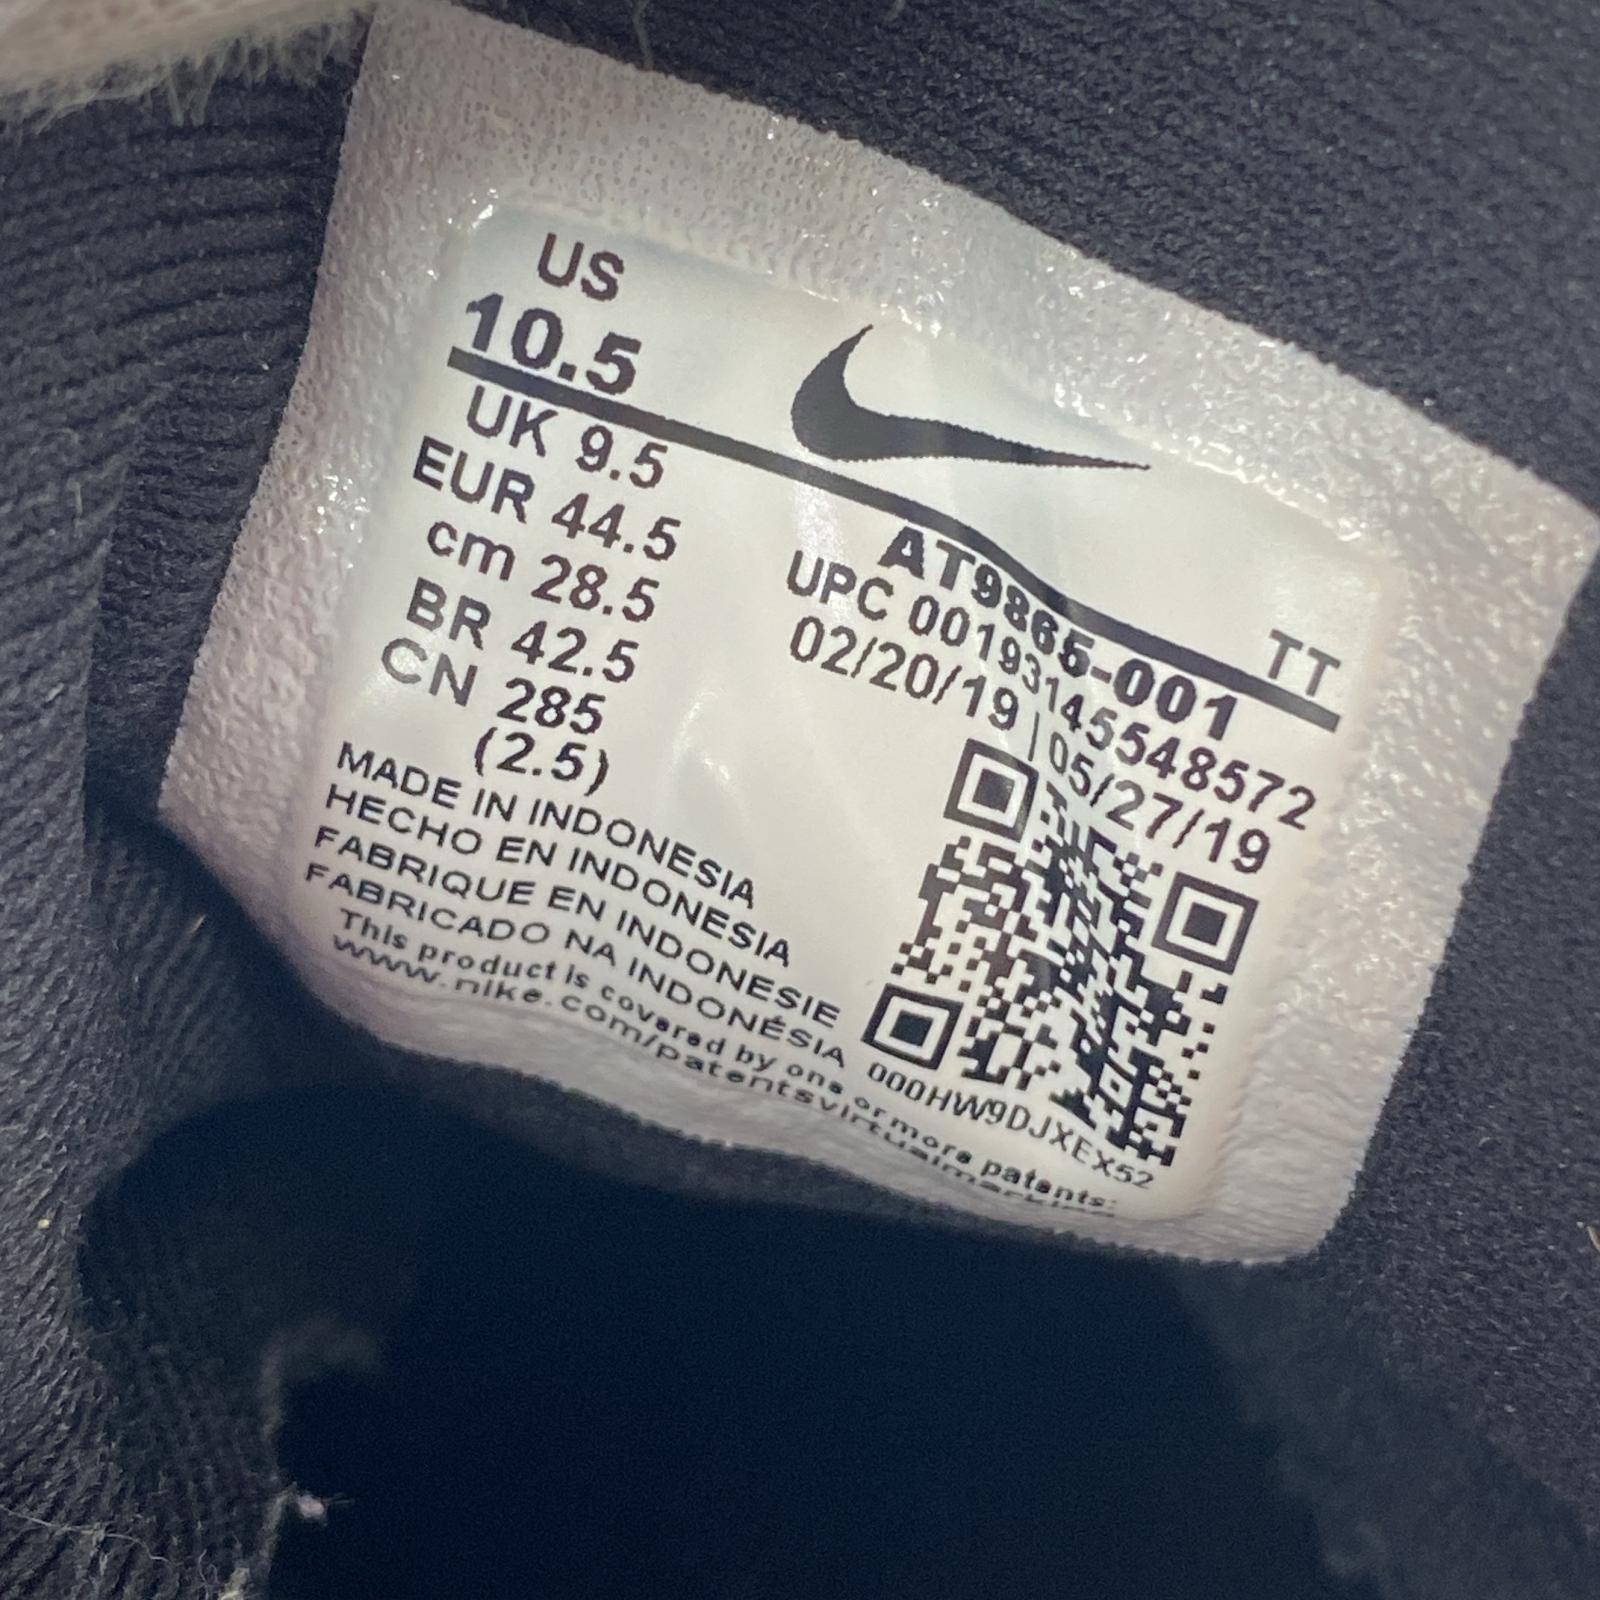 US
10.5
UK 9.5
EUR 44.5
cm 28.5
BR 42.5
CN 285
(2.5)
MADE IN INDONESIA
HECHO EN INDONESIA
FABRIQUE EN INDONESIE
FABRICADO NA INDONÉSIA
This product is covered by one or more patents:
www.nike.com/patentsvirtualmarking
TT
AT9865-001
UPC 00193145548572
02/20/19 | 05/27/19
000HW9DJXEX52